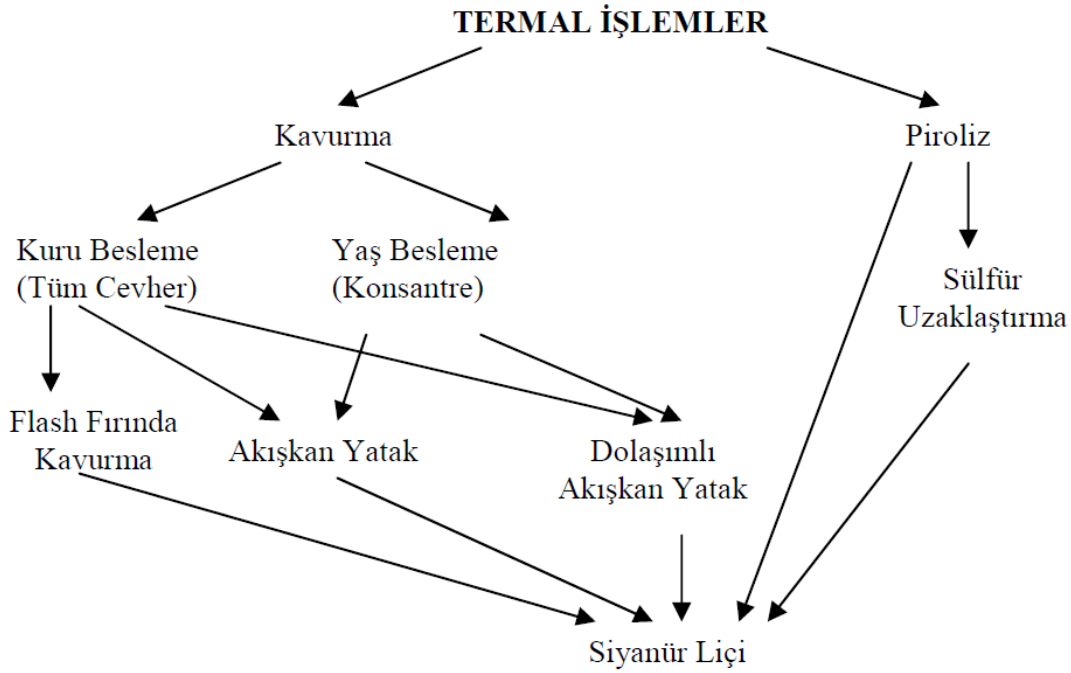 TERMAL İŞLEMLER
Kavurma
Piroliz
Kuru Besleme
(Tüm Cevher)
Yaş Besleme
(Konsantre)
Sülfür
Uzaklaştırma
Flash Fırında
Kavurma
Akışkan Yatak
Dolaşımlı
Akışkan Yatak
Siyanür Liçi